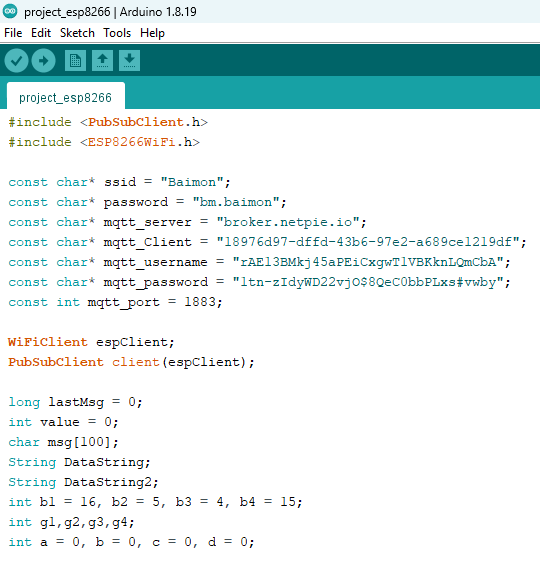 project_esp8266 | Arduino 1.8.19
File Edit Sketch Tools Help
project_esp8266
#include <PubSubClient.h>
#include <ESP8266WiFi.h>
const char* ssid = "Baimon";
const char* password = "bm.baimon";
const char* mqtt_server = "broker.netpie.io";
const char* mqtt_Client = "18976d97-dffd-43b6-97e2-a689ce1219df";
const char* mqtt_username = "rAE13BMkj45aPEiCxgwT1VBKknLQmCbA";
const char* mqtt_password = "ltn-zIdyWD22vjO$8QeC0bbPLxs#vwby";
const int mqtt_port = 1883;
WiFiClient espClient;
PubSubClient client(espClient);
long lastMsg = 0;
int value = 0;
char msg[100];
String DataString;
String DataString2;
int b1 = 16, b2 = 5, b3 = 4, b4 = 15;
int g1,g2,g3,g4;
int a = 0, b = 0, c = 0, d = 0;